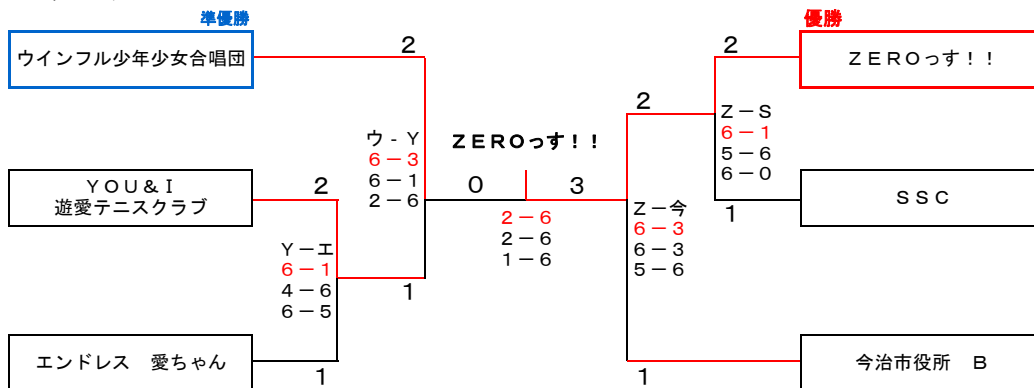 準優勝
優勝
ウインフル少年少女合唱団
2
2
ZEROっす！！
2
ウ - Y
6－3
6－1
2－6
ZEROっす！！
Z－S
6－1
5－6
6－0
YOU＆I
遊愛テニスクラブ
2
0
3
SSC
1
2－6
2－6
1－6
Z－今
6－3
6－3
5－6
Y－エ
6－1
4－6
6－5
1
エンドレス　愛ちゃん
1
1
今治市役所　B